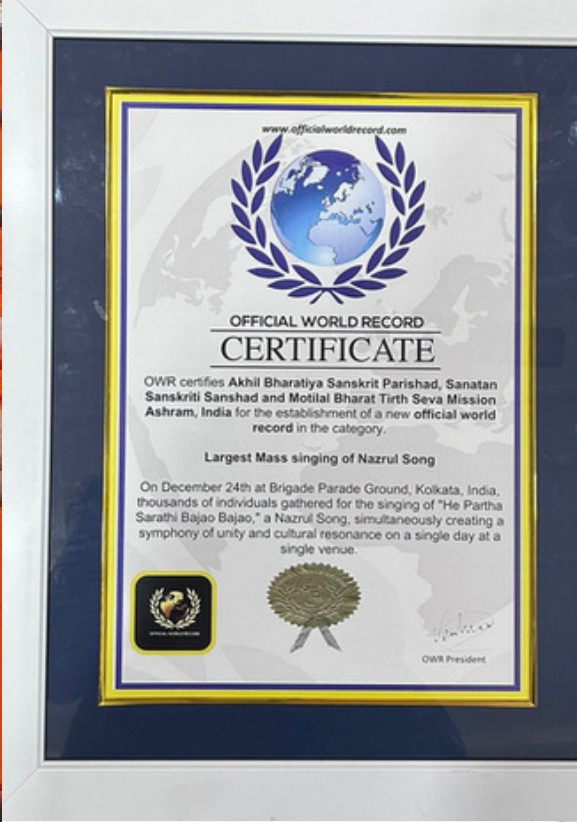 www.officialworldrecord.com
OFFICIAL WORLD RECORD
CERTIFICATE
OWR certifies Akhil Bharatiya Sanskrit Parishad, Sanatan
Sanskriti Sanshad and Motilal Bharat Tirth Seva Mission
Ashram, India for the establishment of a new official world
record in the category.
Largest Mass singing of Nazrul Song
On December 24th at Brigade Parade Ground, Kolkata, India,
thousands of individuals gathered for the singing of "He Partha
Sarathi Bajao Bajao," a Nazrul Song, simultaneously creating a
symphony of unity and cultural resonance on a single day at a
single venue.
OFFICIAL WORLD RECORD
OWR President